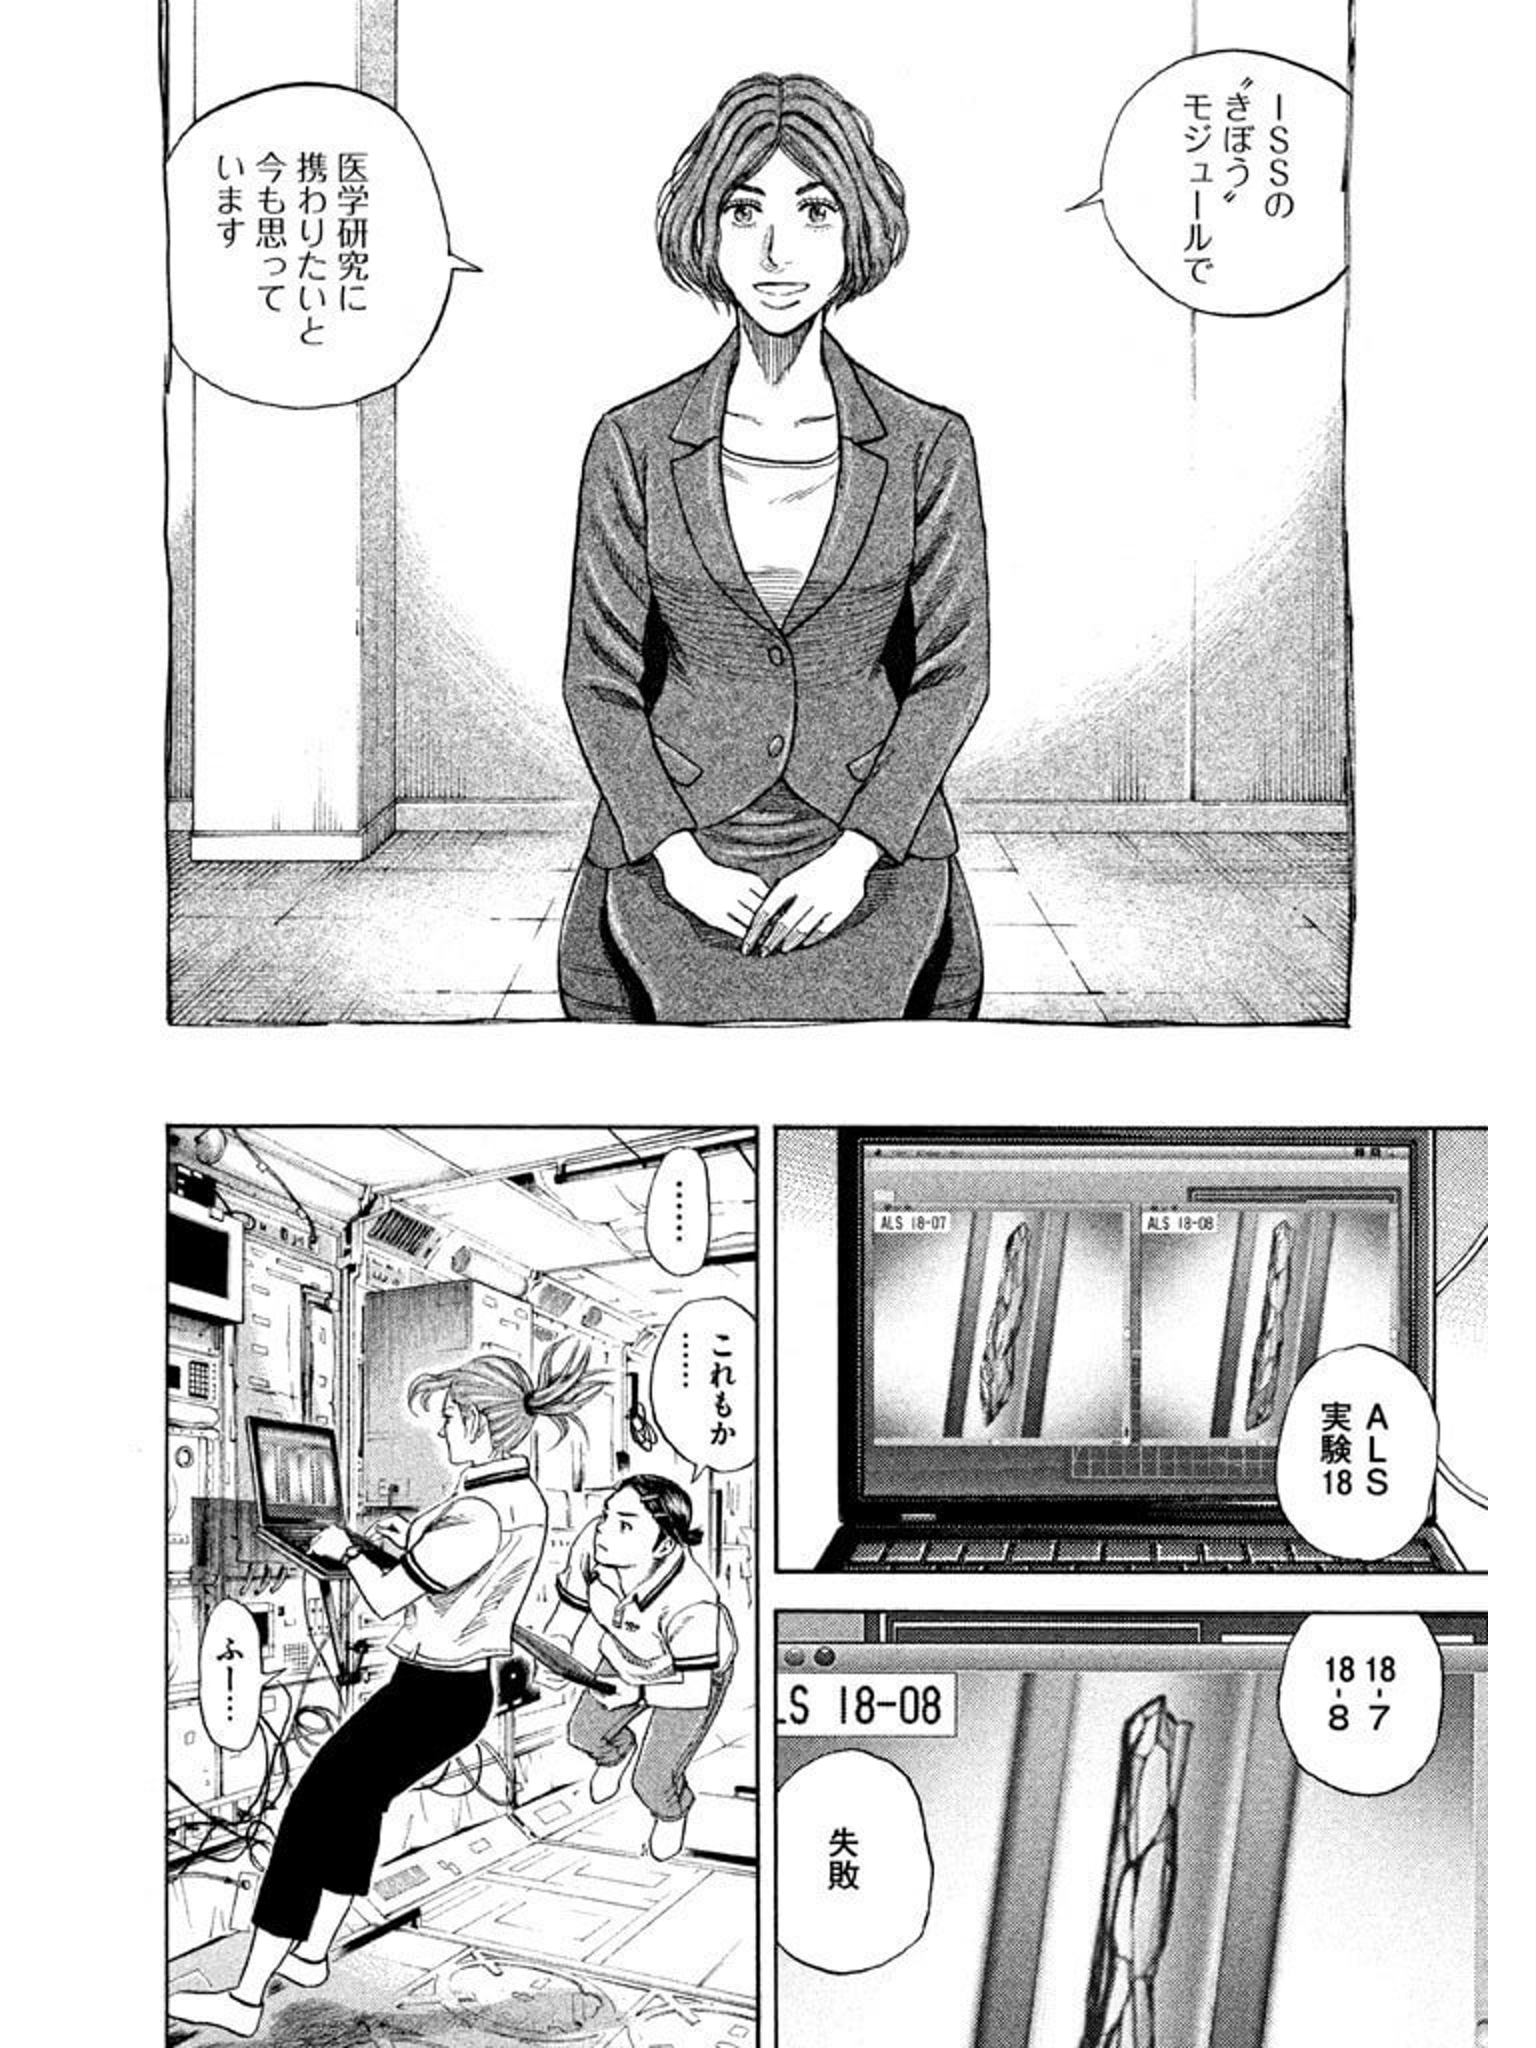 ISSの
〝きぼう〟
モジュールで
医学研究に
携わりたいと
今も思って
います
ALS 18-07
ALS 18-08
ALS
実験18
18-7
18-8
LS 18-08
失敗
……
これもか
……
ふー…